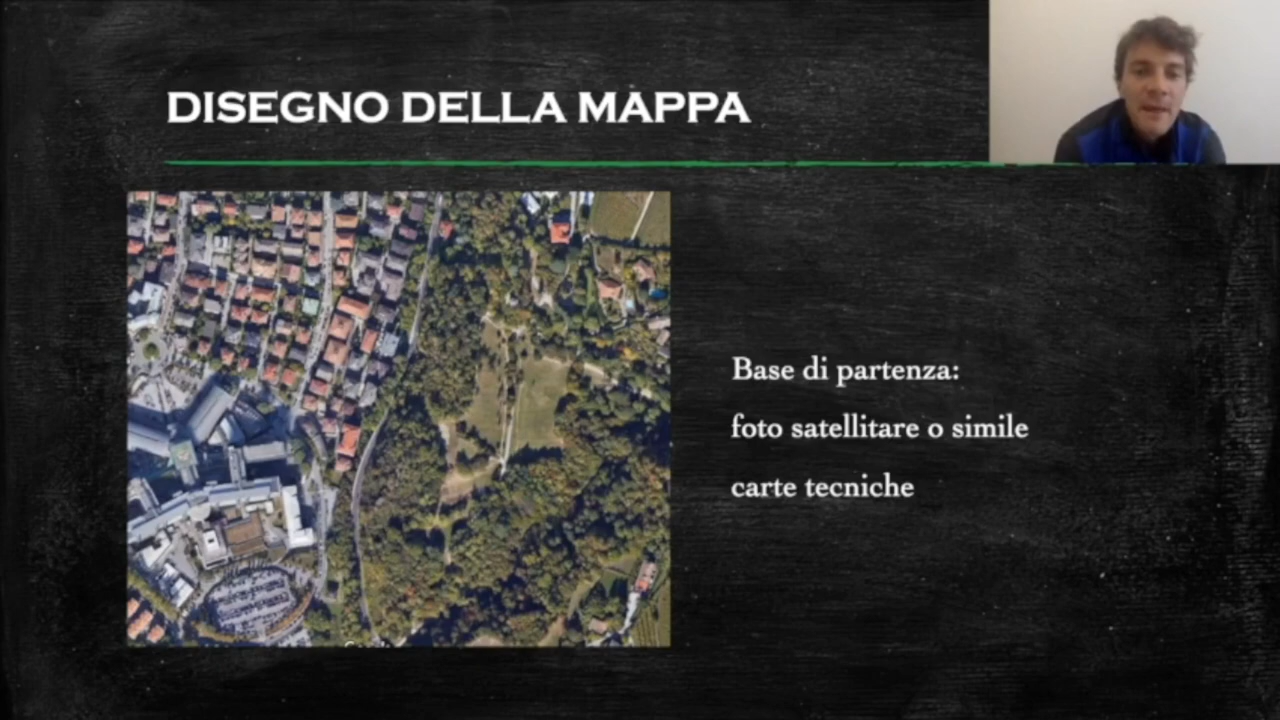 DISEGNO DELLA MAPPA
Base di partenza:
foto satellitare o simile
carte tecniche